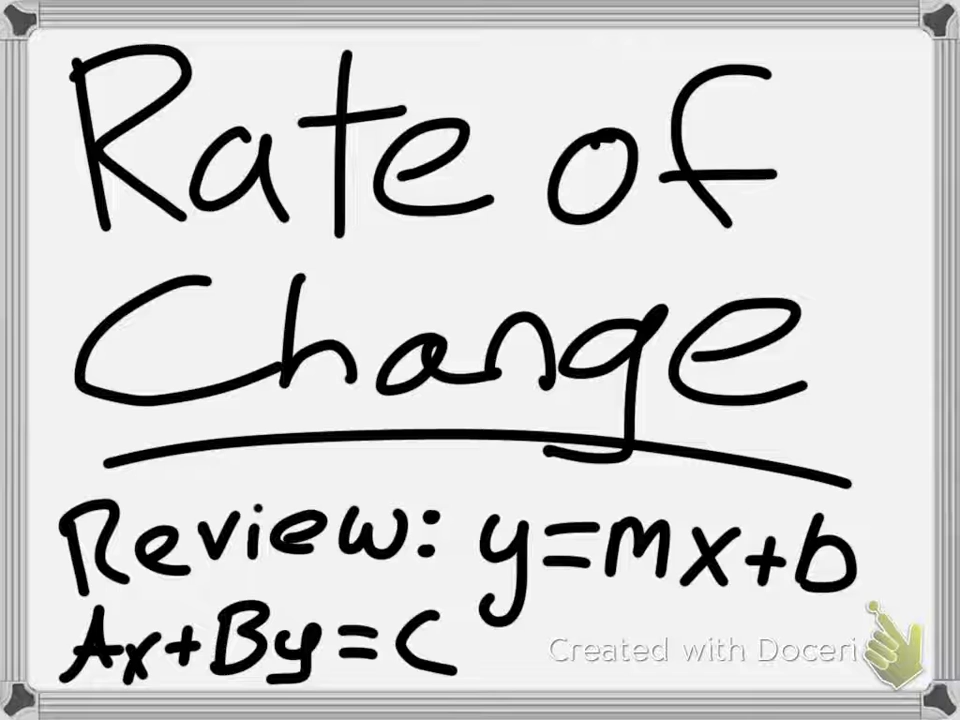 Rate of
Change
Review: y=mx+b
Ax+By=C
Created with Doceri